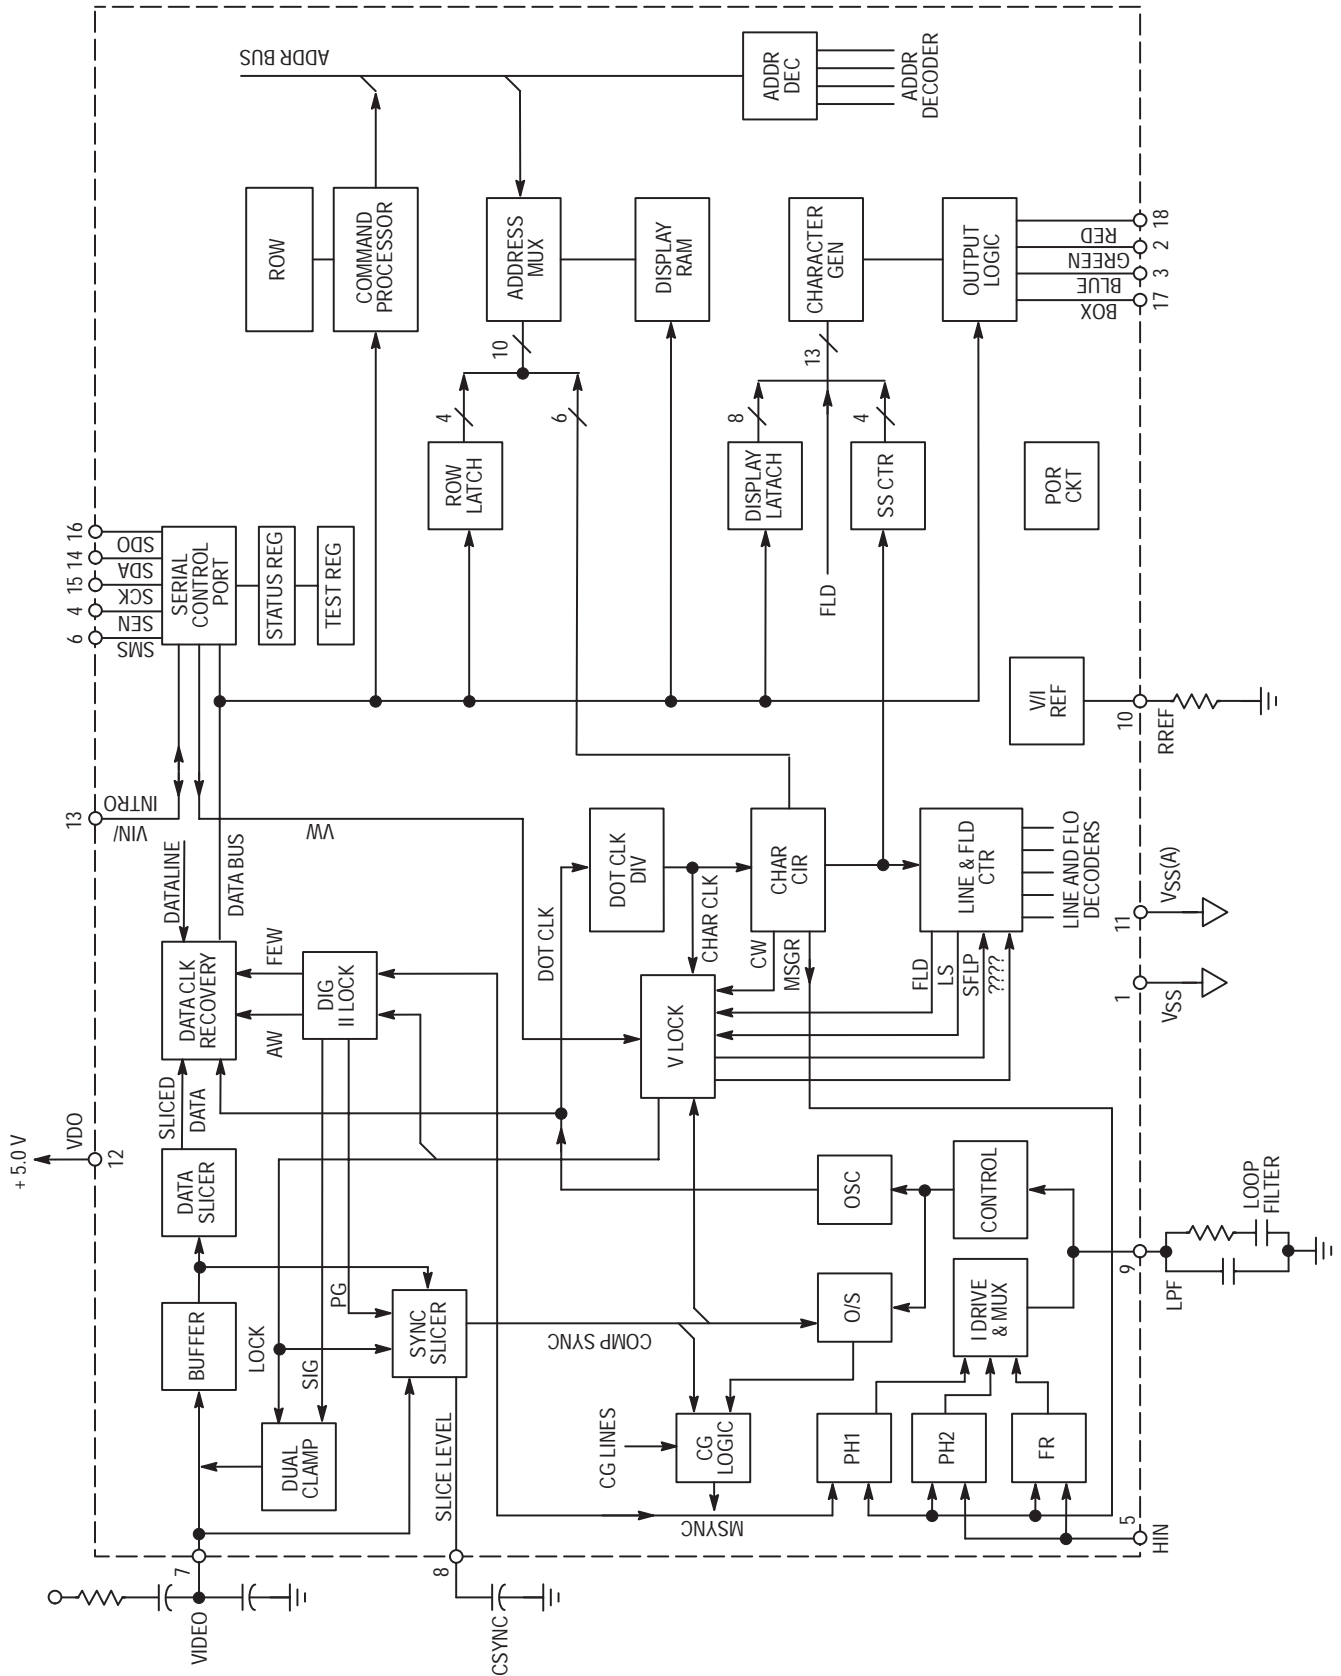 VIDEO
7
CSYNC
8
SLICE LEVEL
HIN
5
+ 5.0 V
VDO
12
BUFFER
DATA
SLICER
SLICED
DATA
DATA CLK
RECOVERY
DATALINE
DATA BUS
13
VIN/
INTRO
VW
6
4
15
14
16
SMS
SEN
SCK
SDA
SDO
SERIAL
CONTROL
PORT
STATUS REG
TEST REG
DUAL
CLAMP
LOCK
SIG
PG
SYNC
SLICER
AW
FEW
DIG
II LOCK
DOT CLK
COMP SYNC
CG LINES
CG
LOGIC
MSYNC
V LOCK
DOT CLK
DIV
CHAR CLK
CHAR
CIR
CW
MSGR
FLD
LS
SFLP
????
LINE & FLD
CTR
LINE AND FLO
DECODERS
PH1
PH2
FR
O/S
OSC
I DRIVE
& MUX
CONTROL
9
LPF
LOOP
FILTER
1
VSS
11
VSS(A)
10
RREF
V/I
REF
POR
CKT
ROW
LATCH
4
6
10
DISPLAY
LATACH
8
FLD
SS CTR
4
13
ROW
COMMAND
PROCESSOR
ADDRESS
MUX
DISPLAY
RAM
CHARACTER
GEN
OUTPUT
LOGIC
BOX
BLUE
GREEN
RED
17
3
2
18
ADDR BUS
ADDR
DEC
ADDR
DECODER